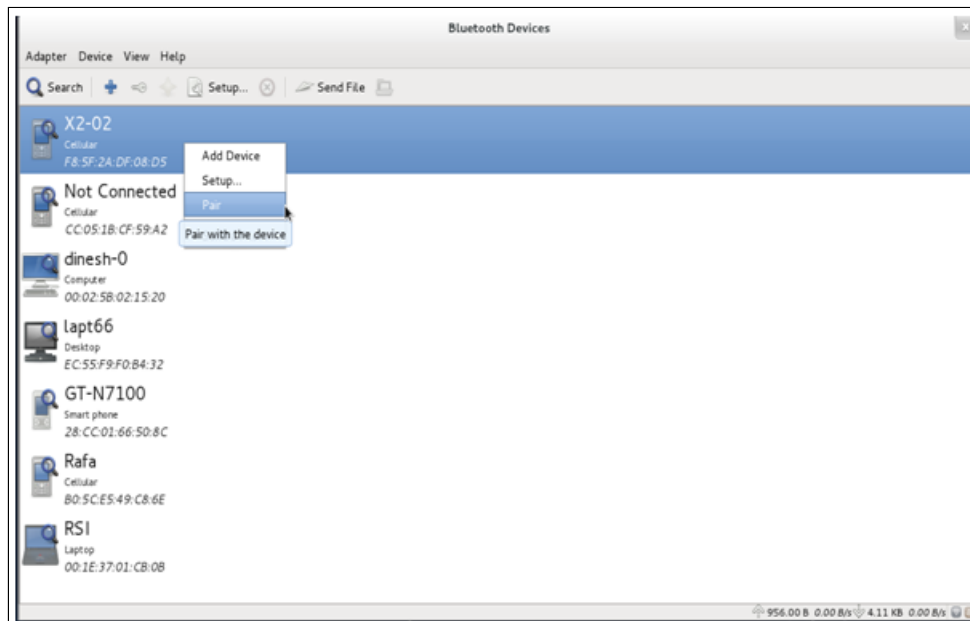 Bluetooth Devices
Adapter Device View Help
Search Setup... Send File
X2-02
Cellular
F8:5F:2A:DF:08:D5
Add Device
Setup...
Pair
Pair with the device
Not Connected
Cellular
CC:05:1B:CF:59:A2
dinesh-0
Computer
00:02:5B:02:15:20
lapt66
Desktop
EC:55:F9:F0:B4:32
GT-N7100
Smart phone
28:CC:01:66:50:8C
Rafa
Cellular
B0:5C:E5:49:C8:6E
RSI
Laptop
00:1E:37:01:CB:0B
956.00 B 0.00 B/s 4.11 KB 0.00 B/s